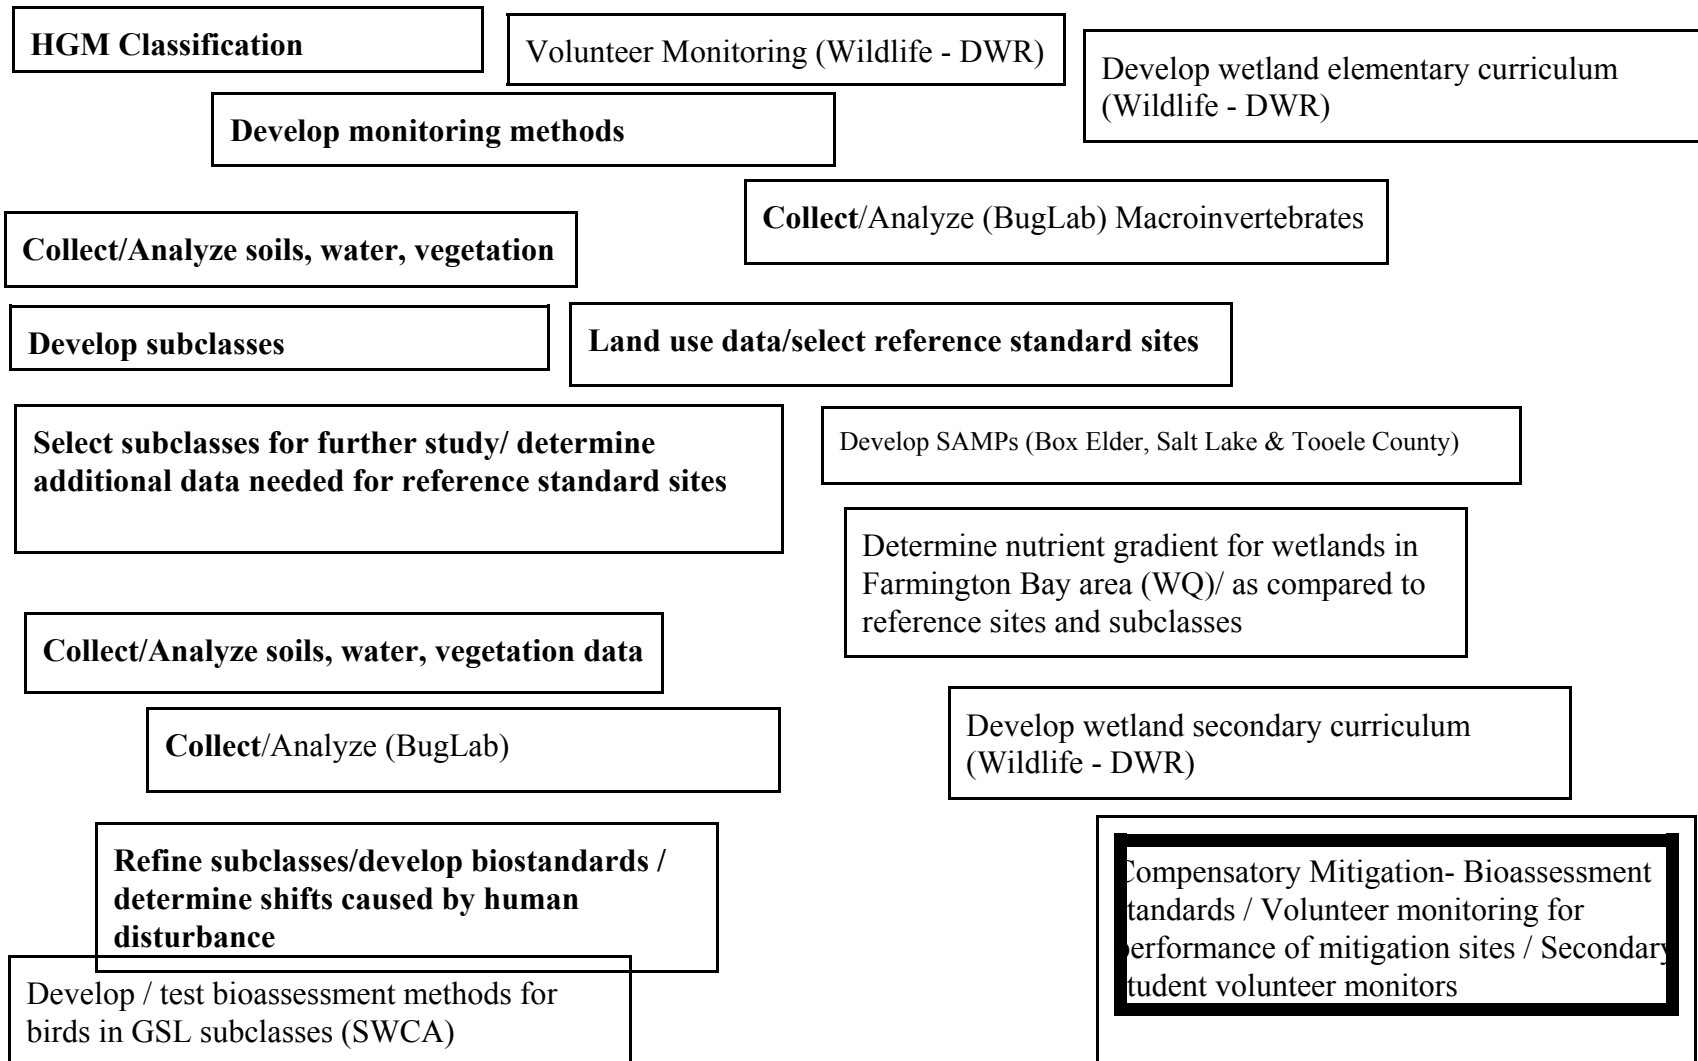 HGM Classification
Volunteer Monitoring (Wildlife - DWR)
Develop wetland elementary curriculum
(Wildlife - DWR)
Develop monitoring methods
Collect/Analyze (BugLab) Macroinvertebrates
Collect/Analyze soils, water, vegetation
Develop subclasses
Land use data/select reference standard sites
Select subclasses for further study/ determine
additional data needed for reference standard sites
Develop SAMPs (Box Elder, Salt Lake & Tooele County)
Determine nutrient gradient for wetlands in
Farmington Bay area (WQ)/ as compared to
reference sites and subclasses
Collect/Analyze soils, water, vegetation data
Collect/Analyze (BugLab)
Develop wetland secondary curriculum
(Wildlife - DWR)
Refine subclasses/develop biostandards /
determine shifts caused by human
disturbance
Compensatory Mitigation- Bioassessment
tandards / Volunteer monitoring for
performance of mitigation sites / Secondary
tudent volunteer monitors
Develop / test bioassessment methods for
birds in GSL subclasses (SWCA)